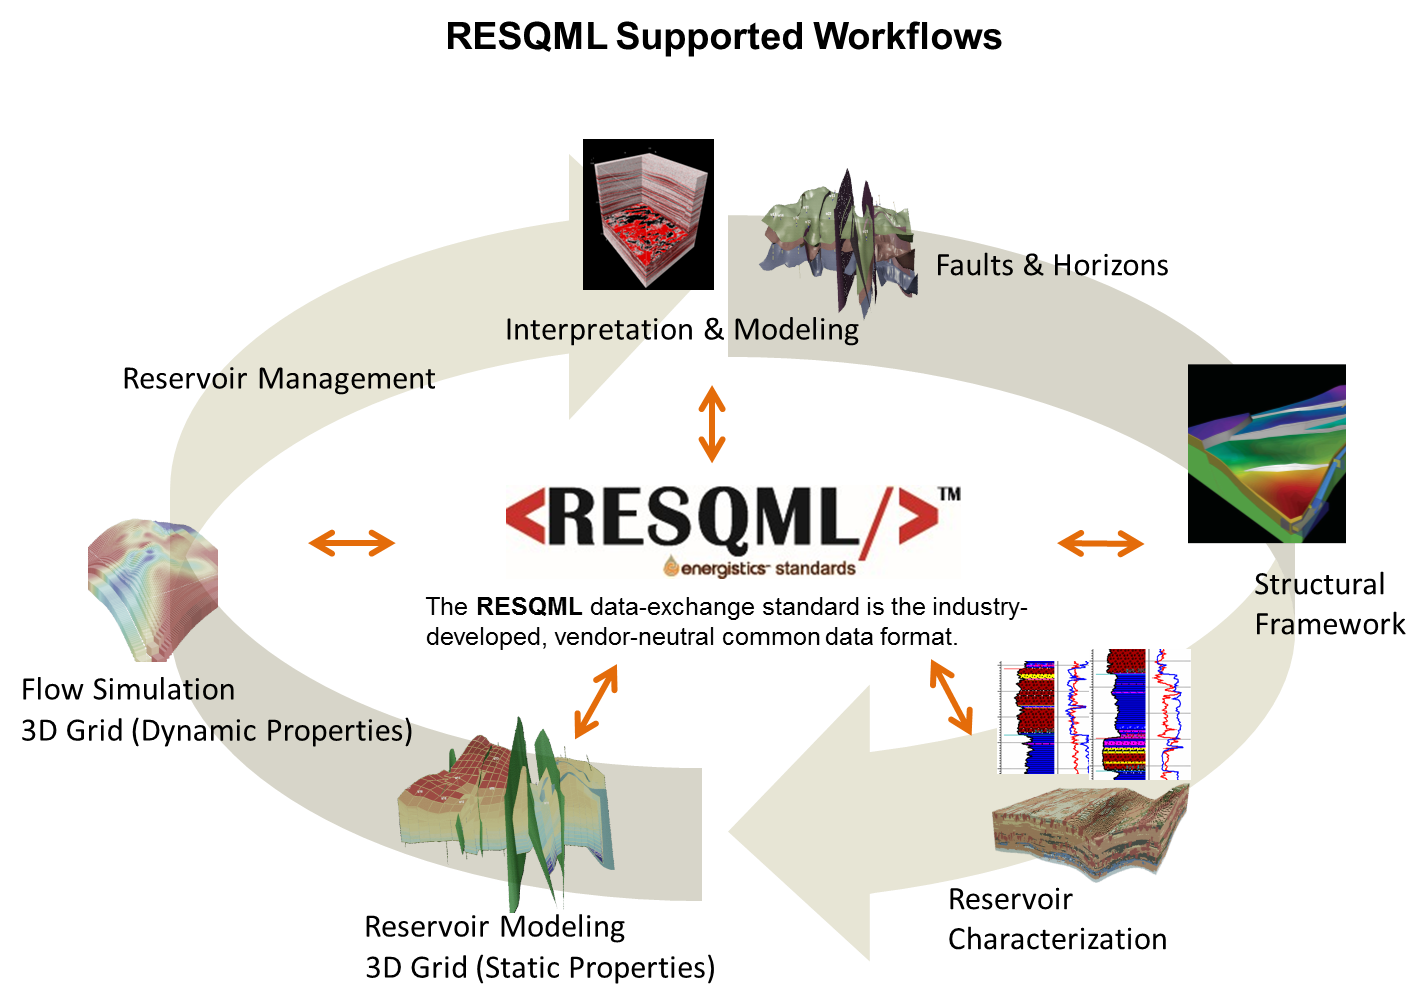 RESQML Supported Workflows
Faults & Horizons
Interpretation & Modeling
Reservoir Management
<RESQML/>™
energistics™ standards
The RESQML data-exchange standard is the industry-
developed, vendor-neutral common data format.
Structural
Framework
Flow Simulation
3D Grid (Dynamic Properties)
Reservoir
Characterization
Reservoir Modeling
3D Grid (Static Properties)